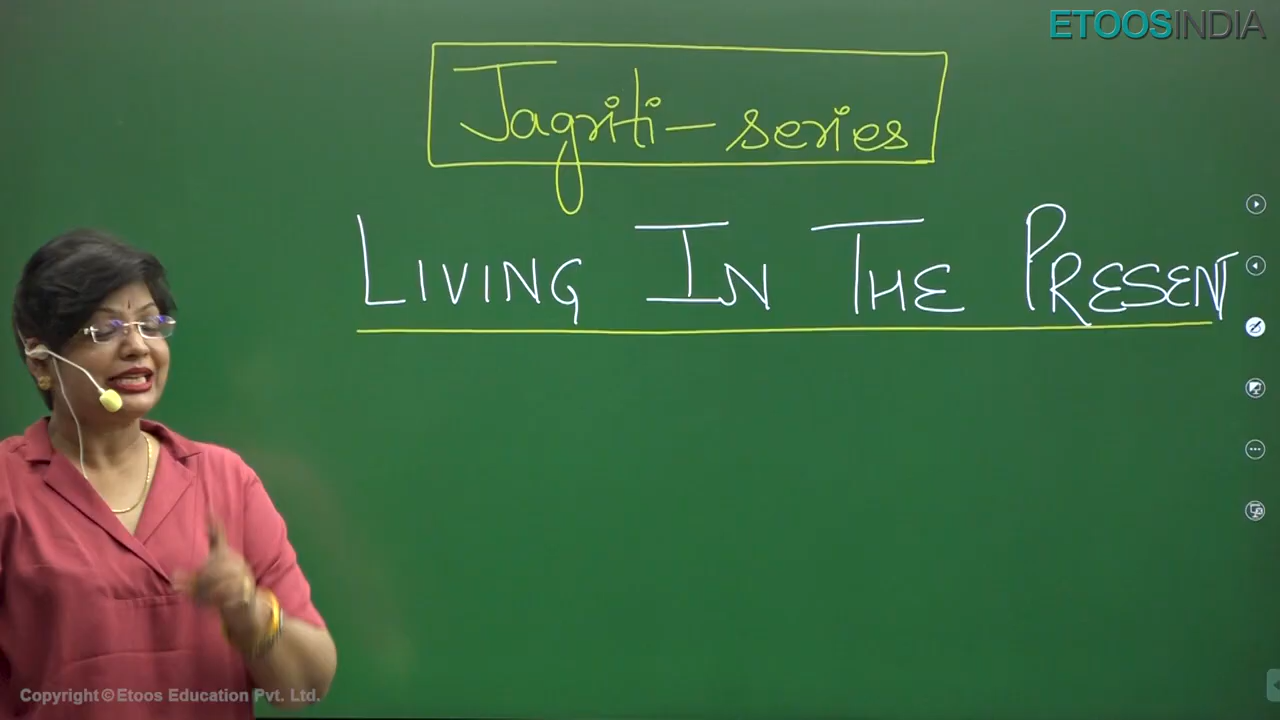 ETOOSINDIA
Jagriti - series
LIVING IN THE PRESENT
Copyright © Etoos Education Pvt. Ltd.